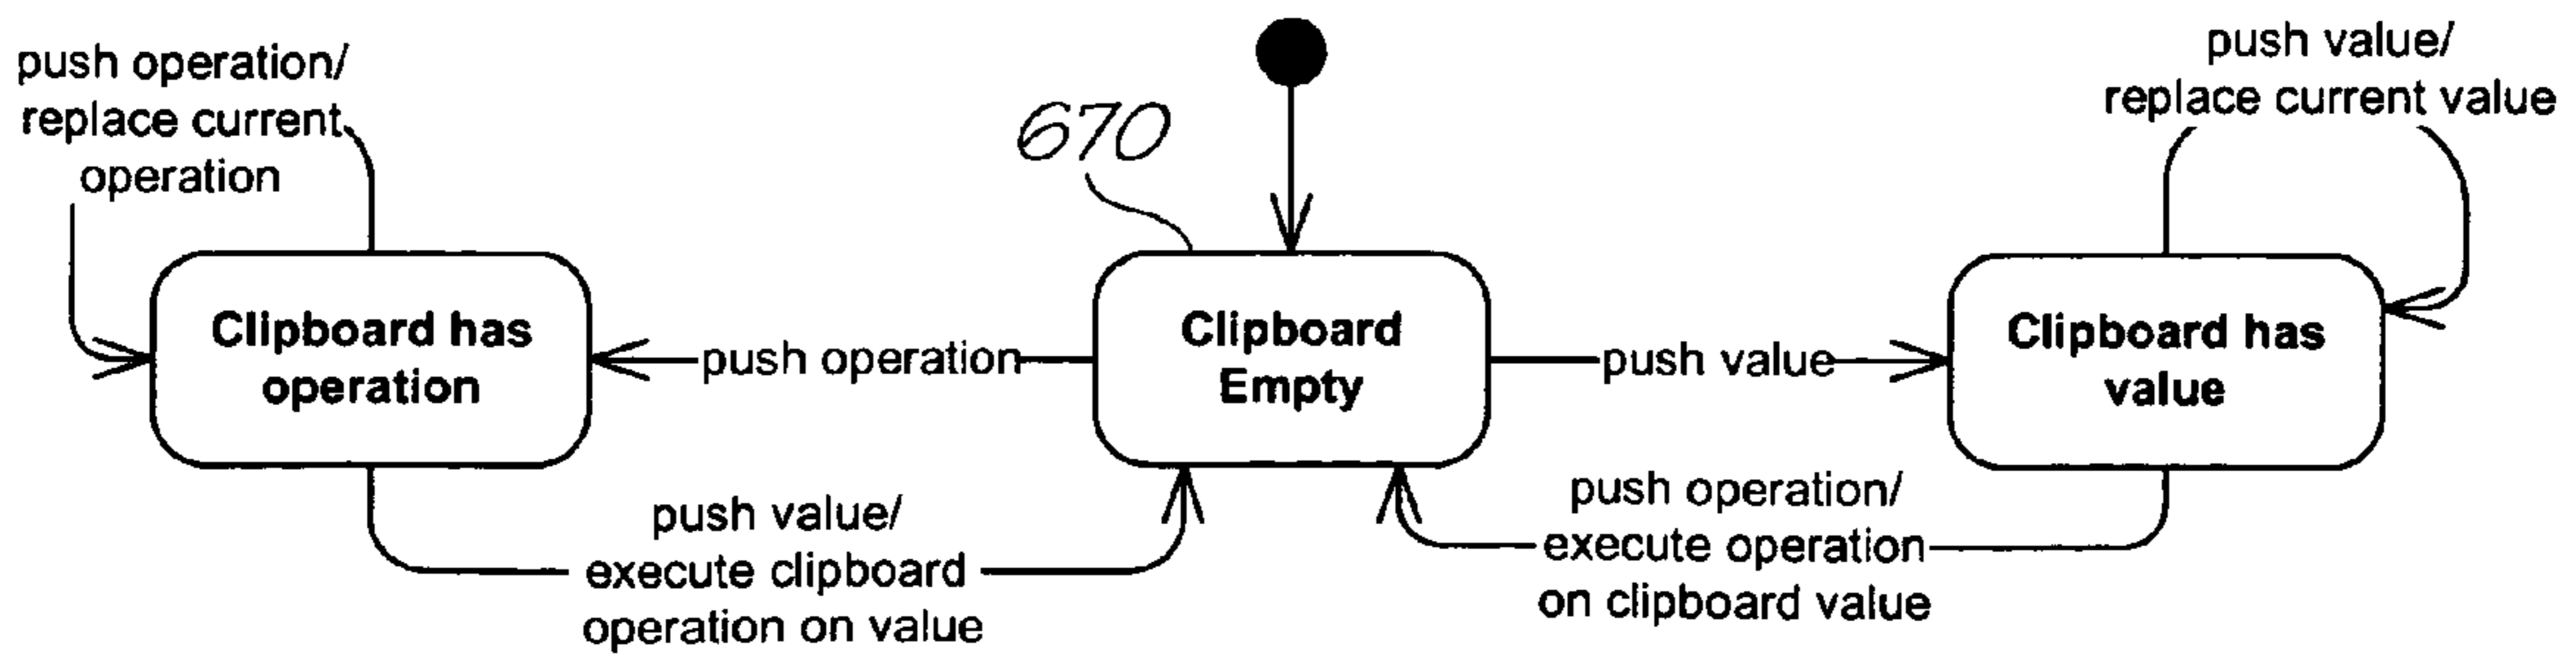 push operation/
replace current
operation
670
push value/
replace current value
Clipboard has
operation
push operation
Clipboard
Empty
push value
Clipboard has
value
push value/
execute clipboard
operation on value
push operation/
execute operation
on clipboard value